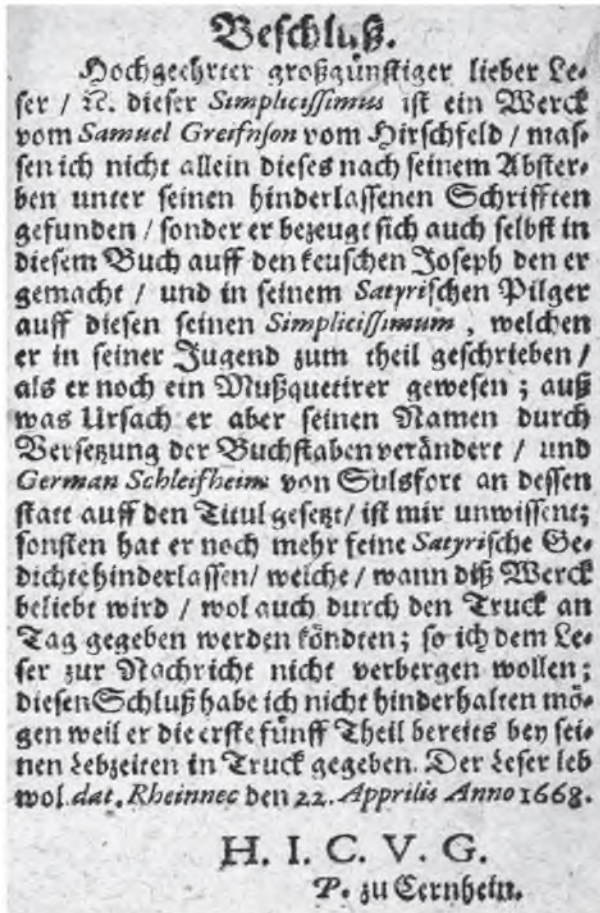 Beschluß.
Hochgeehrter großgünstiger lieber Le-
ser / ꝛc. dieser Simplicissimus ist ein Werck
vom Samuel Greifnson vom Hirschfeld / mas-
sen ich nicht allein dieses nach seinem Abster-
ben unter seinen hinderlassenen Schrifften
gefunden / sonder er bezeugt sich auch selbst in
diesem Buch auff den keuschen Joseph den er
gemacht / und in seinem Satyrischen Pilger
auff diesen seinen Simplicissimum , welchen
er in seiner Jugend zum theil geschrieben /
als er noch ein Mußquetirer gewesen ; auß
was Ursach er aber seinen Namen durch
Versetzung der Buchstaben verändert / und
German Schleifheim von Sulsfort an dessen
statt auff den Titul gesetzt / ist mir unwissent;
sonsten hat er noch mehr feine Satyrische Ge-
dichte hinderlassen / welche / wann diß Werck
beliebt wird / wol auch durch den Truck an
Tag gegeben werden köndten ; so ich dem Le-
ser zur Nachricht nicht verbergen wollen ;
diesen Schluß habe ich nicht hinderhalten mö-
gen weil er die erste fünff Theil bereits bey sei-
nen Lebzeiten in Truck gegeben. Der Leser leb
wol. dat. Rheinnec den 22. Apprilis Anno 1668.
H. I. C. V. G.
P. zu Cernhein.